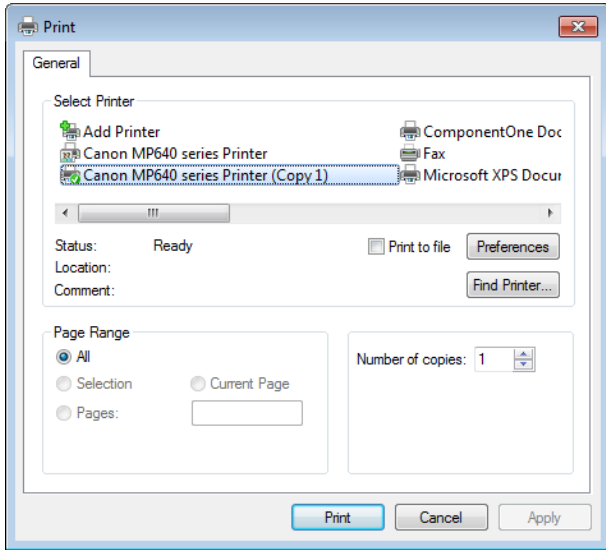 Print
General
Select Printer
Add Printer
Canon MP640 series Printer
Canon MP640 series Printer (Copy 1)
ComponentOne Doc
Fax
Microsoft XPS Docur
Status: Ready
Location:
Comment:
Print to file
Preferences
Find Printer...
Page Range
All
Selection
Current Page
Pages:
Number of copies: 1
Print
Cancel
Apply